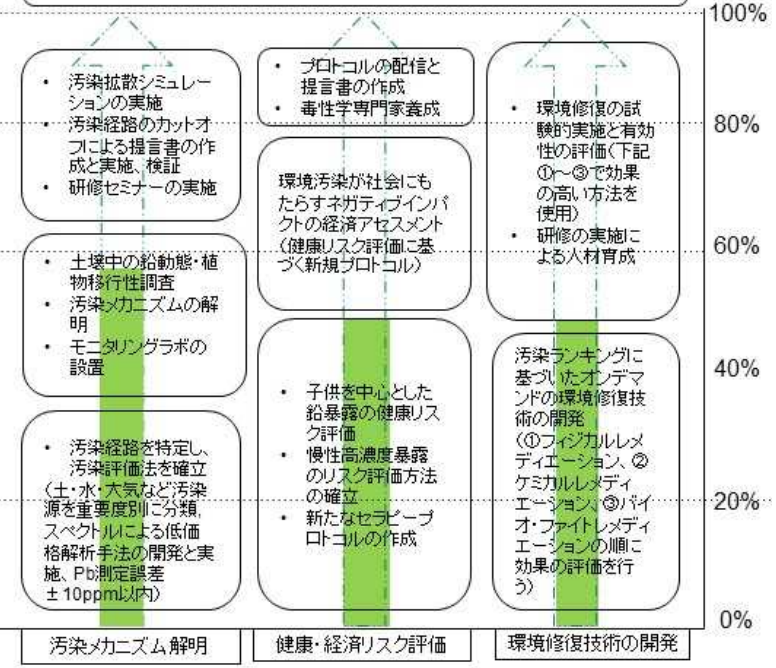 100%
80%
60%
40%
20%
0%
• 汚染拡散シミュレー
ションの実施
• 汚染経路のカットオ
フによる提言書の作
成と実施、検証
• 研修セミナーの実施
• 土壌中の鉛動態・植
物移行性調査
• 汚染メカニズムの解
明
• モニタリングラボの
設置
• 汚染経路を特定し、
汚染評価法を確立
(土・水・大気など汚染
源を重要度別に分類,
スペクトルによる低価
格解析手法の開発と実
施、Pb測定誤差
±10ppm以内)
汚染メカニズム解明
• プロトコルの配信と
提言書の作成
• 毒性学専門家養成
環境汚染が社会にも
たらすネガティブインパ
クトの経済アセスメント
(健康リスク評価に基
づく新規プロトコル)
• 子供を中心とした
鉛暴露の健康リス
ク評価
• 慢性高濃度暴露
のリスク評価方法
の確立
• 新たなセラピープ
ロトコルの作成
健康・経済リスク評価
• 環境修復の試
験的実施と有効
性の評価(下記
①~③で効果
の高い方法を
使用)
• 研修の実施に
よる人材育成
汚染ランキングに
基づいたオンデマ
ンドの環境修復技
術の開発
(①フィジカルレメ
ディエーション、②
ケミカルレメディ
エーション、③バイ
オ・ファイトレメディ
エーションの順に
効果の評価を行
う)
環境修復技術の開発